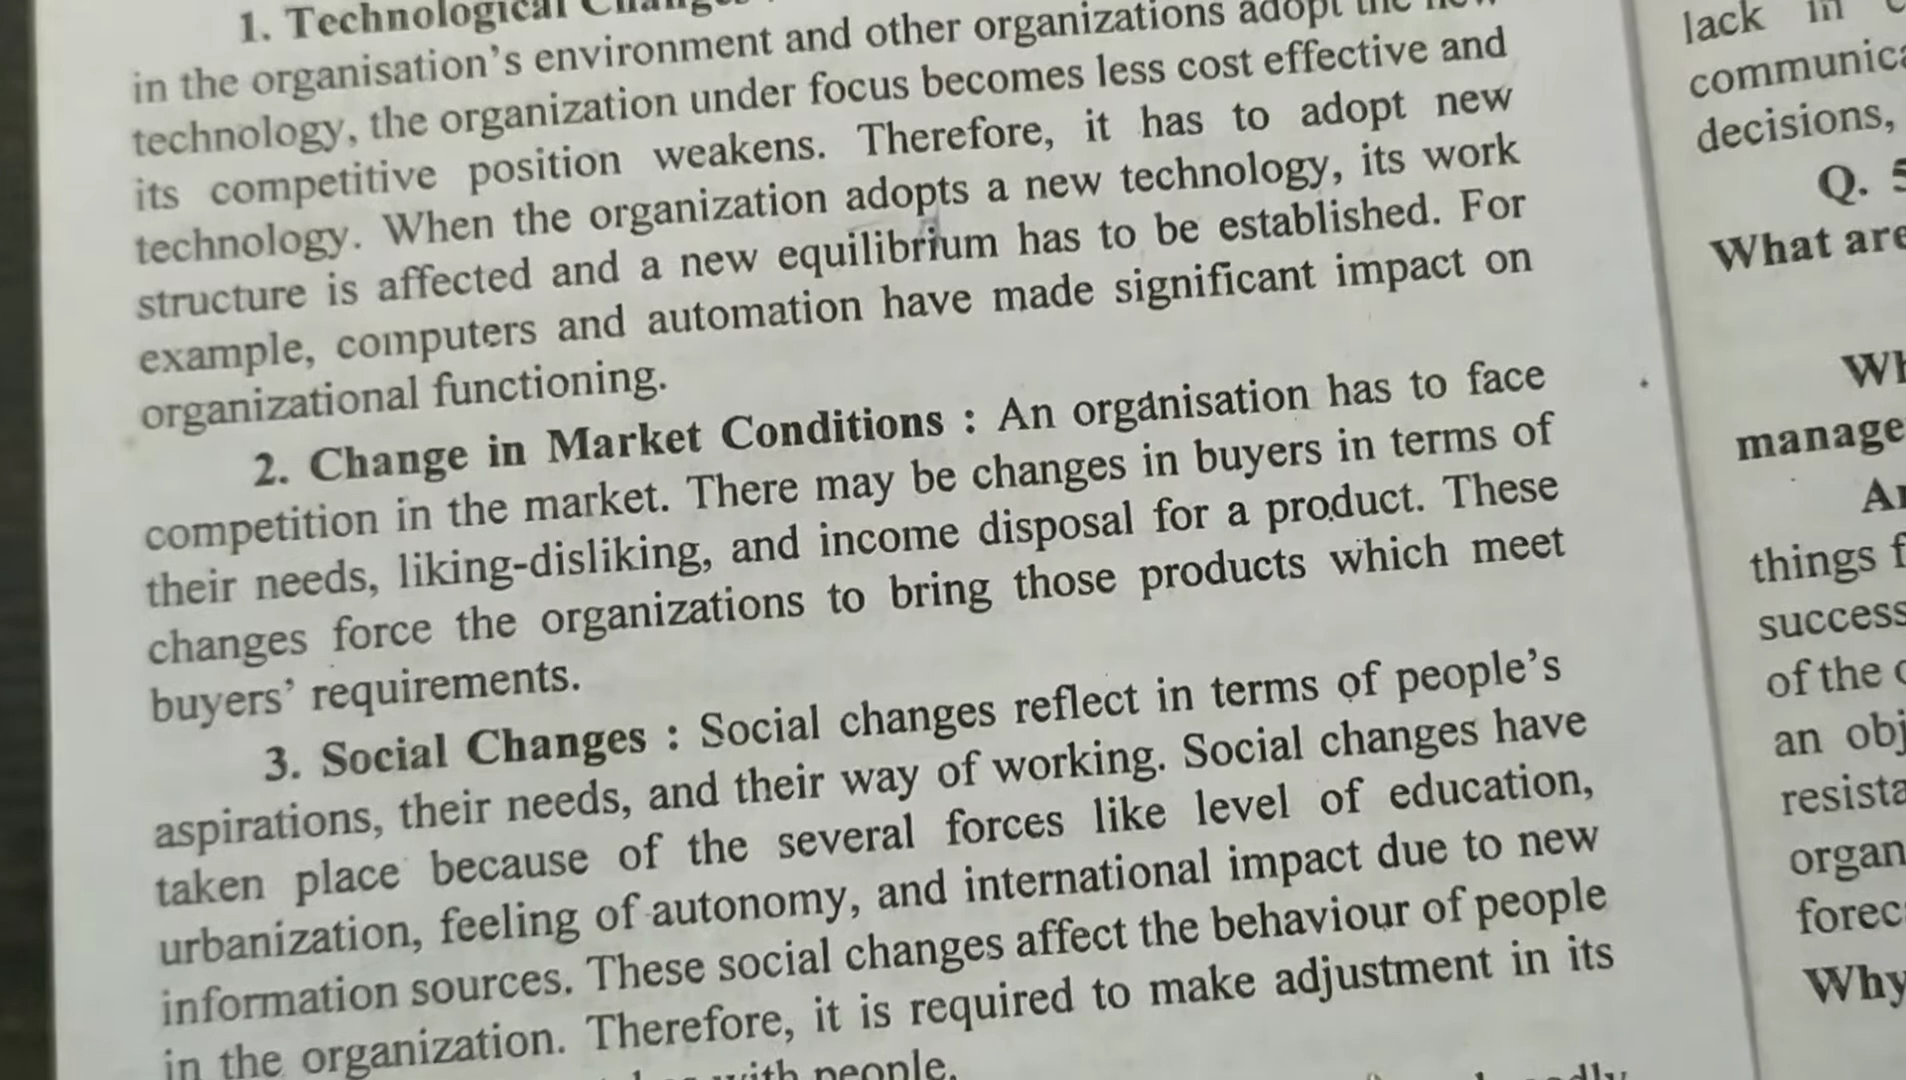 1. Technological
in the organisation's environment and other organizations adopt the new
technology, the organization under focus becomes less cost effective and
its competitive position weakens. Therefore, it has to adopt new
technology. When the organization adopts a new technology, its work
structure is affected and a new equilibrium has to be established. For
example, computers and automation have made significant impact on
organizational functioning.
2. Change in Market Conditions : An organisation has to face
competition in the market. There may be changes in buyers in terms of
their needs, liking-disliking, and income disposal for a product. These
changes force the organizations to bring those products which meet
buyers' requirements.
3. Social Changes : Social changes reflect in terms of people's
aspirations, their needs, and their way of working. Social changes have
taken place because of the several forces like level of education,
urbanization, feeling of autonomy, and international impact due to new
information sources. These social changes affect the behaviour of people
in the organization. Therefore, it is required to make adjustment in its
with people.
lack in
decisions,
Q. 5
What are
manage
things
success
of the
an obj
resista
organ
forec
Why